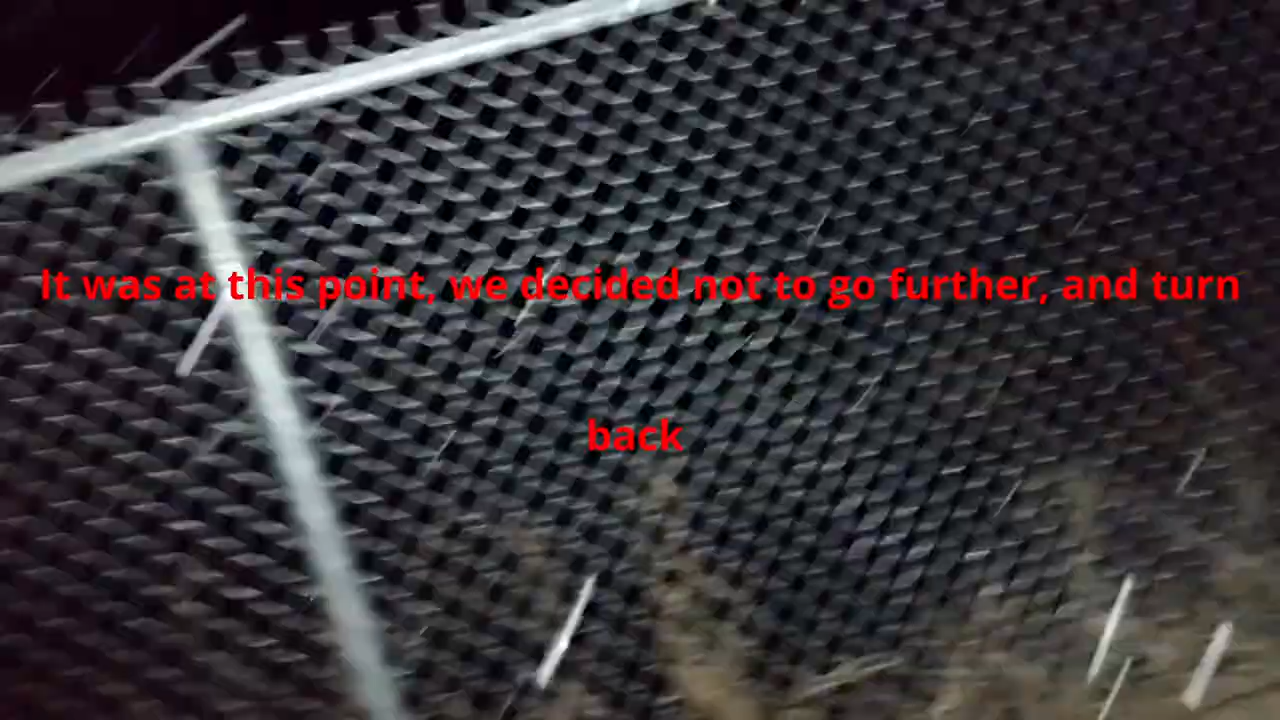 It was at this point, we decided not to go further, and turn
back